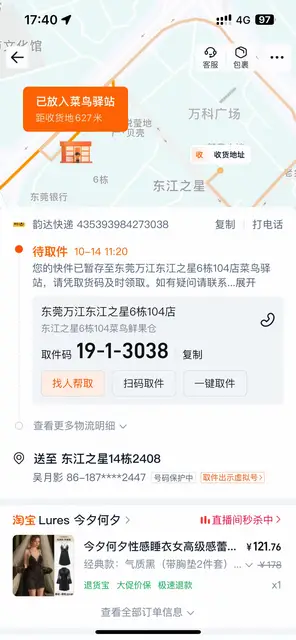 17:40
4G 97
客服
包裹
已放入菜鸟驿站
距收货地627米
万科广场
贝壳
6栋
收 收货地址
东江之星
东莞银行
韵达快递 435393984273038 复制 打电话
待取件 10-14 11:20
您的快件已暂存至东莞万江东江之星6栋104店菜鸟驿
站，请凭取货码及时领取。如有疑问请联系...展开
东莞万江东江之星6栋104店
东江之星6栋104菜鸟鲜果仓
取件码 19-1-3038 复制
找人帮取 扫码取件 一键取件
查看更多物流明细
送至 东江之星14栋2408
吴月影 86-187****2447 号码保护中 取件出示虚拟号
淘宝 Lures 今夕何夕 直播间秒杀中
今夕何夕性感睡衣女高级感蕾... ¥121.76
经典款：气质黑（带胸垫2件套）... ¥178
退货宝 大促价保 极速退款 x1
查看全部订单信息